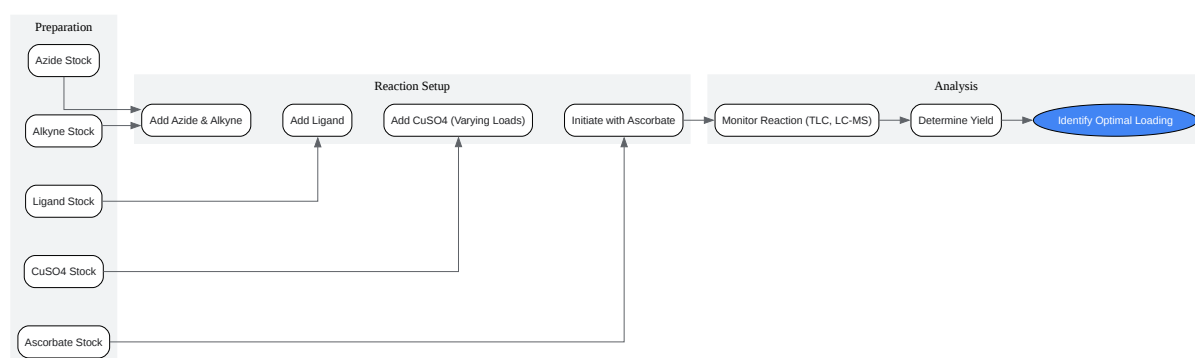 Preparation
Azide Stock
Alkyne Stock
Ligand Stock
CuSO4 Stock
Ascorbate Stock
Reaction Setup
Add Azide & Alkyne
Add Ligand
Add CuSO4 (Varying Loads)
Initiate with Ascorbate
Analysis
Monitor Reaction (TLC, LC-MS)
Determine Yield
Identify Optimal Loading